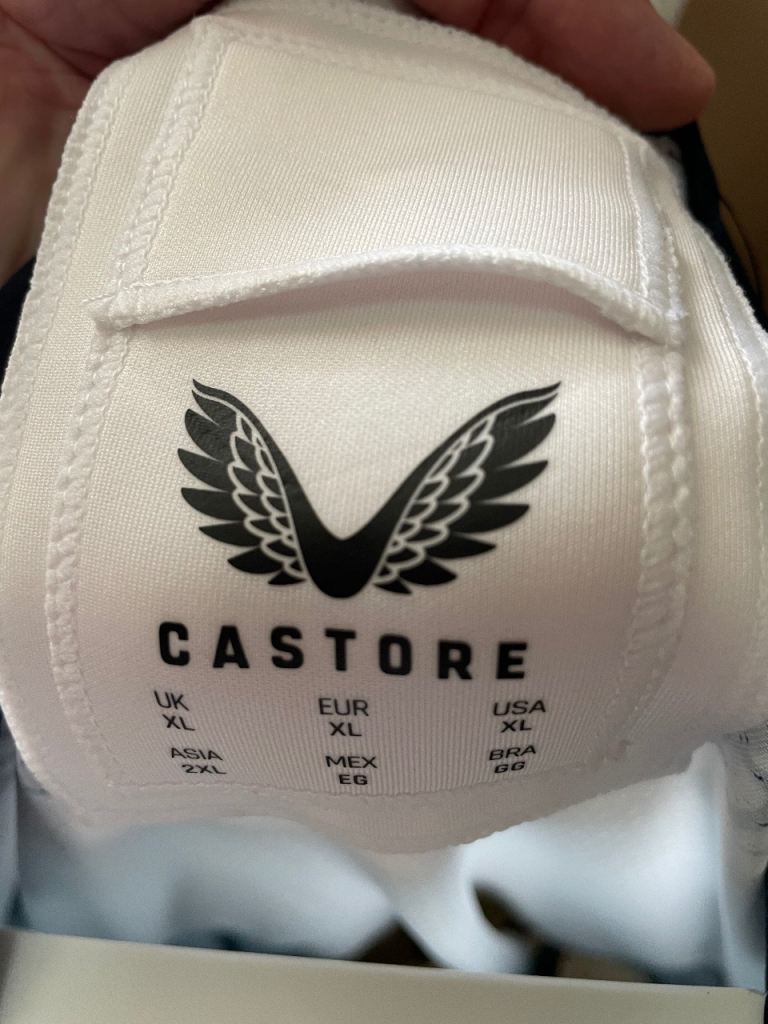 CASTORE
UK EUR USA
XL XL XL
ASIA MEX BRA
2XL EG GG